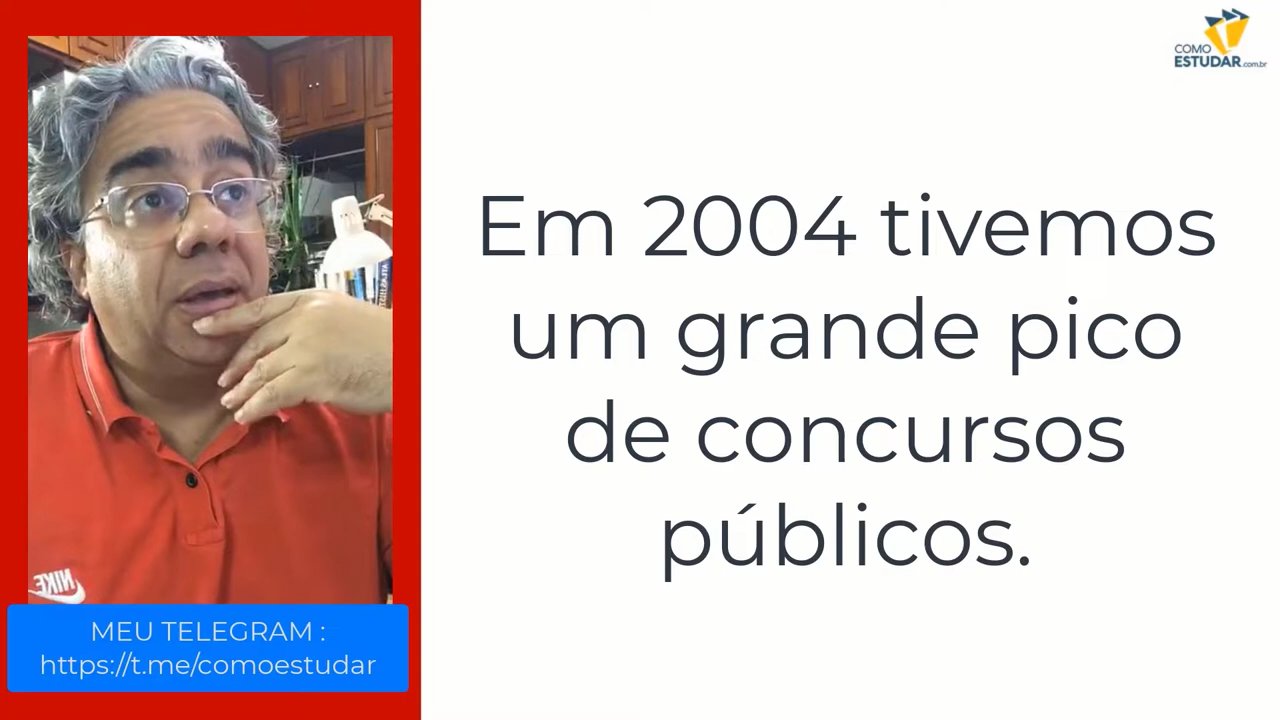 COMO
ESTUDAR.com.br
Em 2004 tivemos
um grande pico
de concursos
públicos.
NIKE
MEU TELEGRAM :
https://t.me/comoestudar